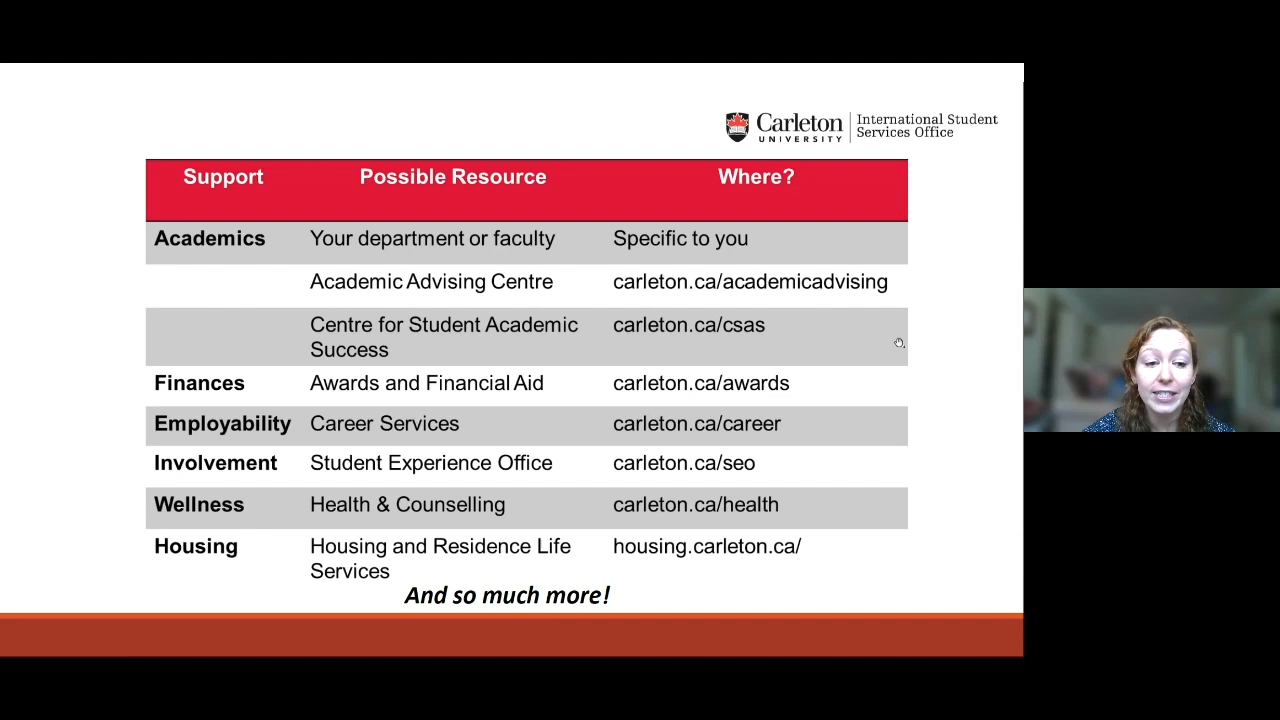 Carleton
UNIVERSITY
International Student
Services Office
Support Possible Resource Where?
Academics Your department or faculty Specific to you
Academic Advising Centre carleton.ca/academicadvising
Centre for Student Academic carleton.ca/csas
Success
Finances Awards and Financial Aid carleton.ca/awards
Employability Career Services carleton.ca/career
Involvement Student Experience Office carleton.ca/seo
Wellness Health & Counselling carleton.ca/health
Housing Housing and Residence Life housing.carleton.ca/
Services
And so much more!